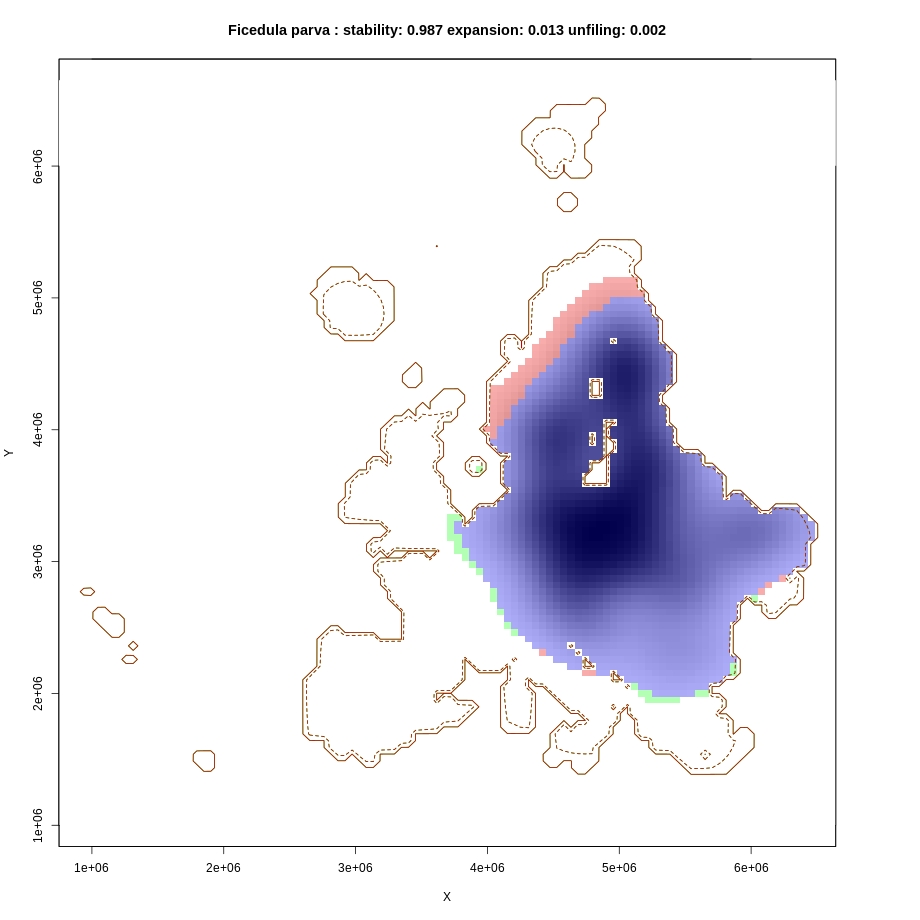 Ficedula parva : stability: 0.987 expansion: 0.013 unfiling: 0.002
6e+06
5e+06
4e+06
3e+06
2e+06
1e+06
Y
1e+06 2e+06 3e+06 4e+06 5e+06 6e+06
X